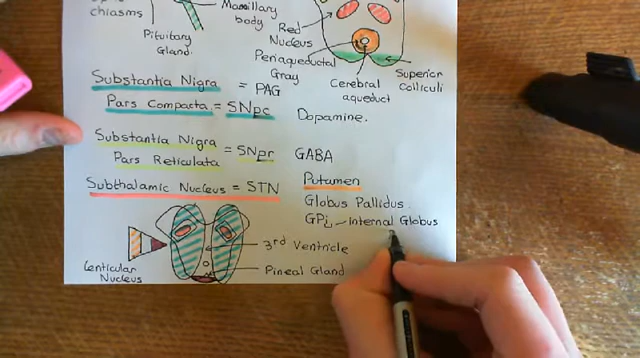 chiasms
Pituitary
Gland.
Mamillary
body
Red
Nucleus
Periaqueductal
Gray
= PAG
Cerebral
aqueduct
Superior
Colliculi
Substantia Nigra
Pars Compacta = SNpc
Dopamine.
Substantia Nigra
Pars Reticulata = SNpr
GABA
Subthalamic Nucleus = STN
Putamen
Globus Pallidus.
GPi – Internal Globus
3rd Ventricle
Pineal Gland
Lenticular
Nucleus